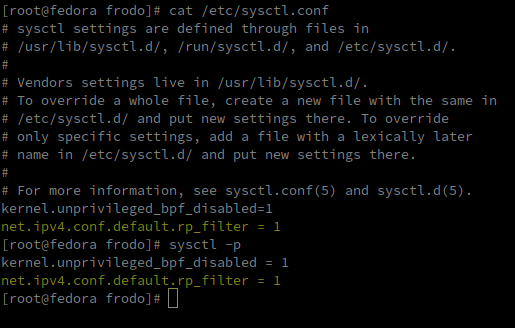 [root@fedora frodo]# cat /etc/sysctl.conf
# sysctl settings are defined through files in
# /usr/lib/sysctl.d/, /run/sysctl.d/, and /etc/sysctl.d/.
#
# Vendors settings live in /usr/lib/sysctl.d/.
# To override a whole file, create a new file with the same in
# /etc/sysctl.d/ and put new settings there. To override
# only specific settings, add a file with a lexically later
# name in /etc/sysctl.d/ and put new settings there.
#
# For more information, see sysctl.conf(5) and sysctl.d(5).
kernel.unprivileged_bpf_disabled=1
net.ipv4.conf.default.rp_filter = 1
[root@fedora frodo]# sysctl -p
kernel.unprivileged_bpf_disabled = 1
net.ipv4.conf.default.rp_filter = 1
[root@fedora frodo]#